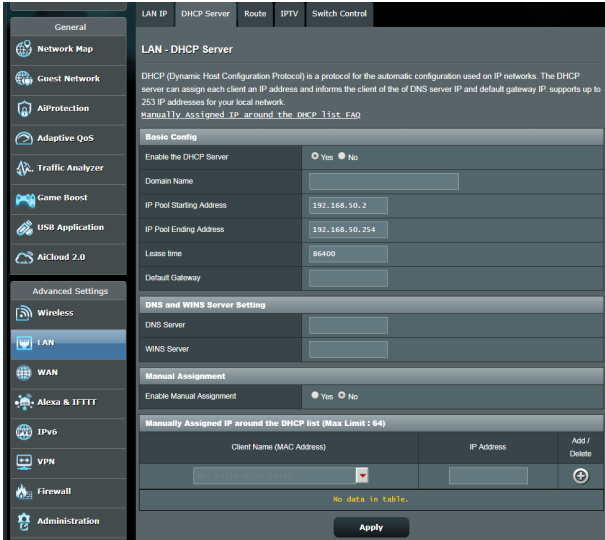 LAN IP DHCP Server Route IPTV Switch Control
General
Network Map
Guest Network
AiProtection
Adaptive QoS
Traffic Analyzer
Game Boost
USB Application
AiCloud 2.0
Advanced Settings
Wireless
LAN
WAN
Alexa & IFTTT
IPv6
VPN
Firewall
Administration
LAN - DHCP Server
DHCP (Dynamic Host Configuration Protocol) is a protocol for the automatic configuration used on IP networks. The DHCP
server can assign each client an IP address and informs the client of the of DNS server IP and default gateway IP. supports up to
253 IP addresses for your local network.
Manually Assigned IP around the DHCP list FAQ
Basic Config
Enable the DHCP Server Yes No
Domain Name
IP Pool Starting Address 192.168.50.2
IP Pool Ending Address 192.168.50.254
Lease time 86400
Default Gateway
DNS and WINS Server Setting
DNS Server
WINS Server
Manual Assignment
Enable Manual Assignment Yes No
Manually Assigned IP around the DHCP list (Max Limit : 64)
Client Name (MAC Address) IP Address Add /
Delete
No data in table.
Apply